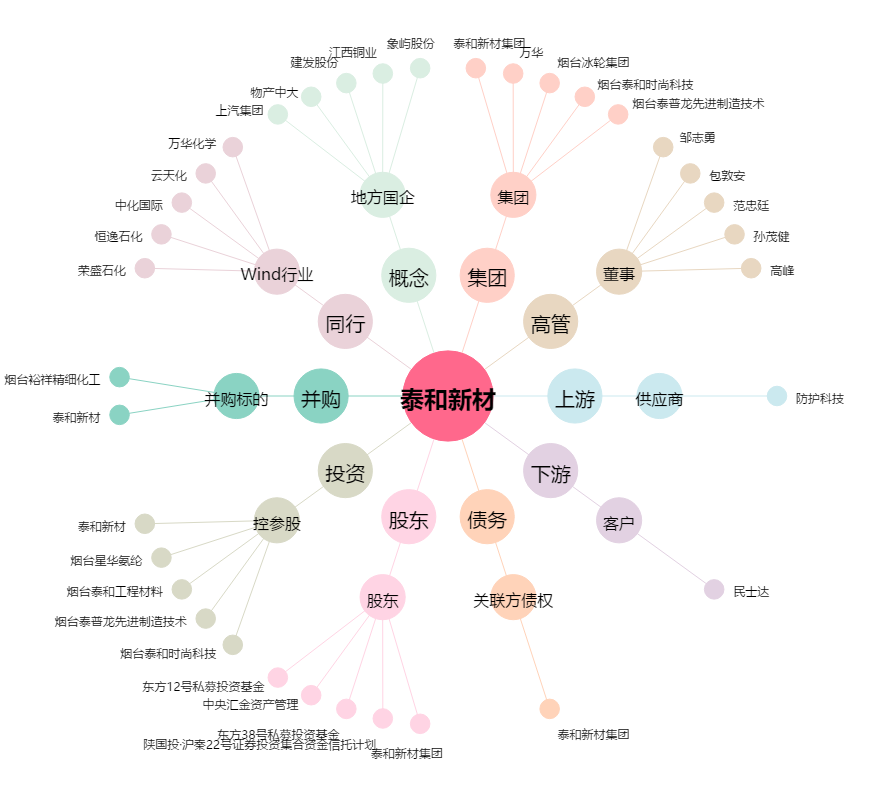 象屿股份
泰和新材集团
江西铜业
万华
建发股份
烟台冰轮集团
物产中大
烟台泰和时尚科技
上汽集团
烟台泰普龙先进制造技术
万华化学
邹志勇
云天化
包敦安
地方国企
集团
中化国际
范忠廷
恒逸石化
孙茂健
荣盛石化
Wind行业
概念
集团
董事
高峰
同行
高管
烟台裕祥精细化工
并购标的
并购
泰和新材
上游
供应商
防护科技
泰和新材
投资
下游
泰和新材
控参股
股东
债务
客户
烟台星华氨纶
烟台泰和工程材料
股东
关联方债权
民士达
烟台泰普龙先进制造技术
烟台泰和时尚科技
东方12号私募投资基金
中央汇金资产管理
东方38号私募投资基金
泰和新材集团
陕国投·沪秦22号证券投资集合资金信托计划
泰和新材集团